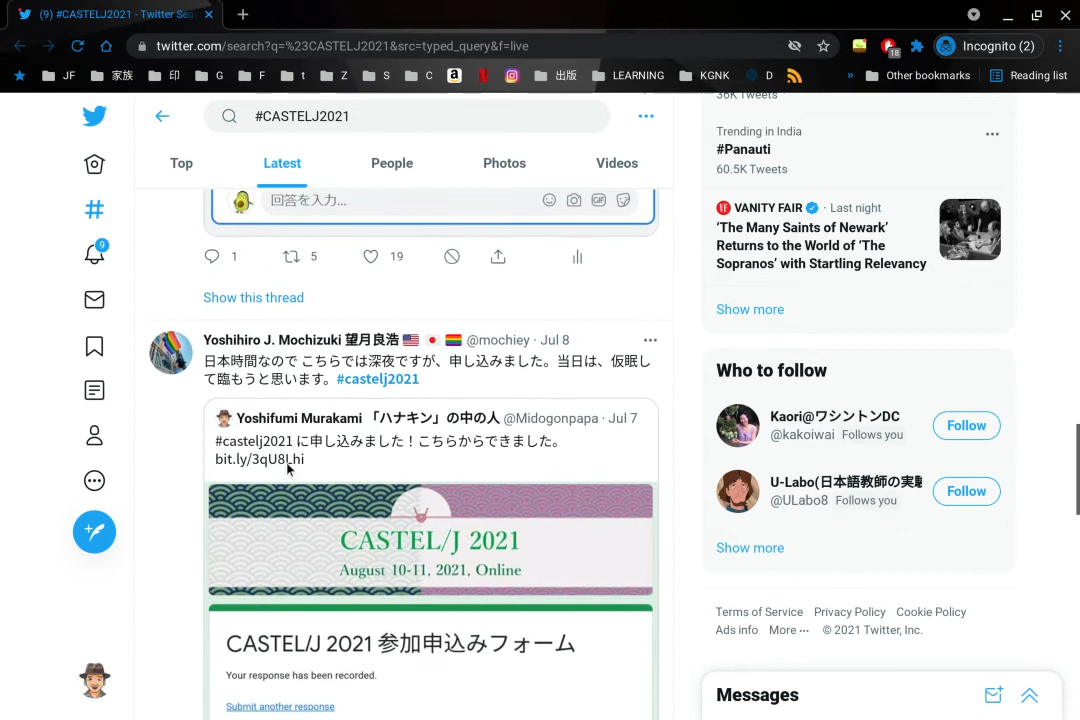 (9) #CASTELJ2021 - Twitter Sea
twitter.com/search?q=%23CASTELJ2021&src=typed_query&f=live
18
Incognito (2)
JF
家族
印
G
F
t
Z
S
C
a
出版
LEARNING
KGNK
D
»
Other bookmarks
Reading list
#CASTELJ2021
Top
Latest
People
Photos
Videos
9
回答を入力...
GIF
1
5
19
Show this thread
Yoshihiro J. Mochizuki 望月良浩 @mochiey · Jul 8
日本時間なので こちらでは深夜ですが、申し込みました。当日は、仮眠し
て臨もうと思います。#castelj2021
Yoshifumi Murakami 「ハナキン」の中の人 @Midogonpapa · Jul 7
#castelj2021 に申し込みました！こちらからできました。
bit.ly/3qU8Lhi
CASTEL/J 2021
August 10-11, 2021, Online
CASTEL/J 2021 参加申込みフォーム
Your response has been recorded.
Submit another response
36K Tweets
Trending in India
#Panauti
60.5K Tweets
VF VANITY FAIR · Last night
‘The Many Saints of Newark’
Returns to the World of ‘The
Sopranos’ with Startling Relevancy
Show more
Who to follow
Kaori@ワシントンDC
@kakoiwai Follows you
Follow
U-Labo(日本語教師の実験
@ULabo8 Follows you
Follow
Show more
Terms of Service Privacy Policy Cookie Policy
Ads info More ··· © 2021 Twitter, Inc.
Messages